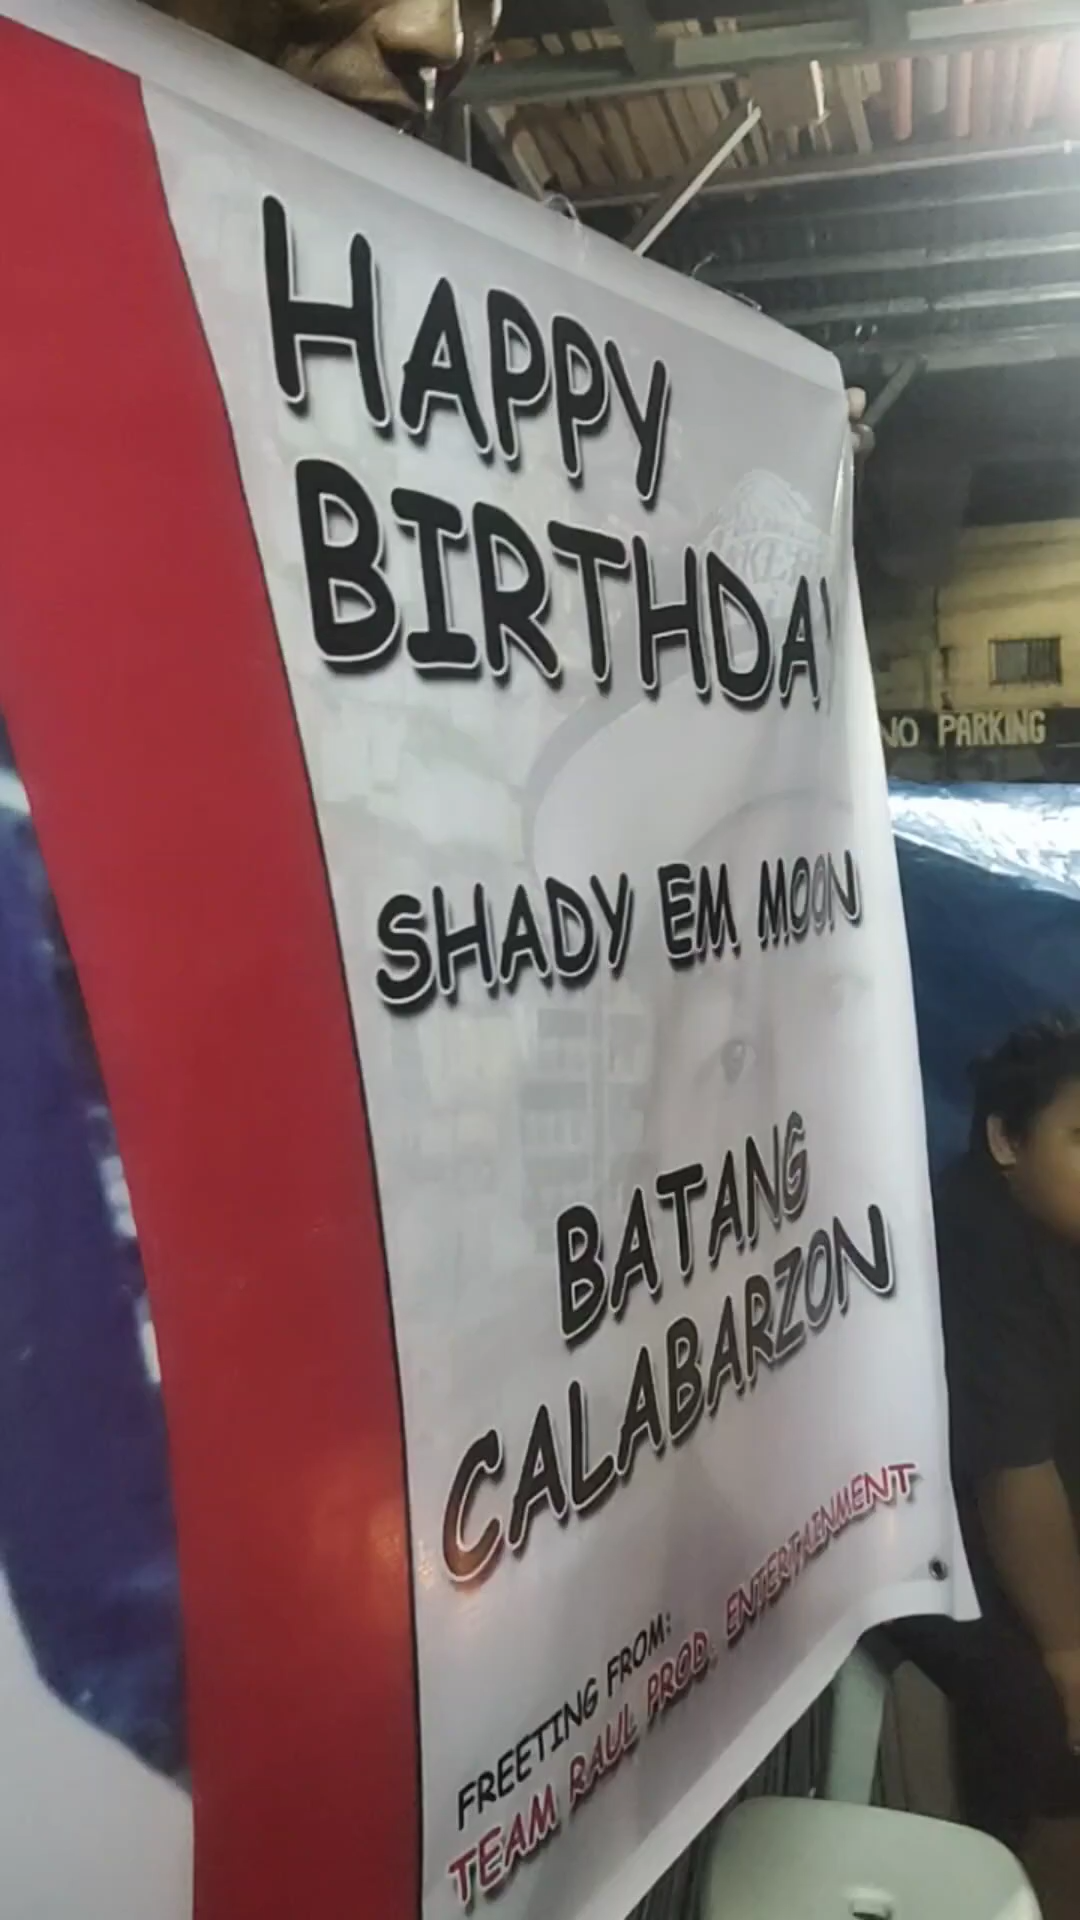 HAPPY
BIRTHDAY
SHADY EM MOON
BATANG
CALABARZON
FREETING FROM:
TEAM RAUL PROD. ENTERTAINMENT
NO PARKING